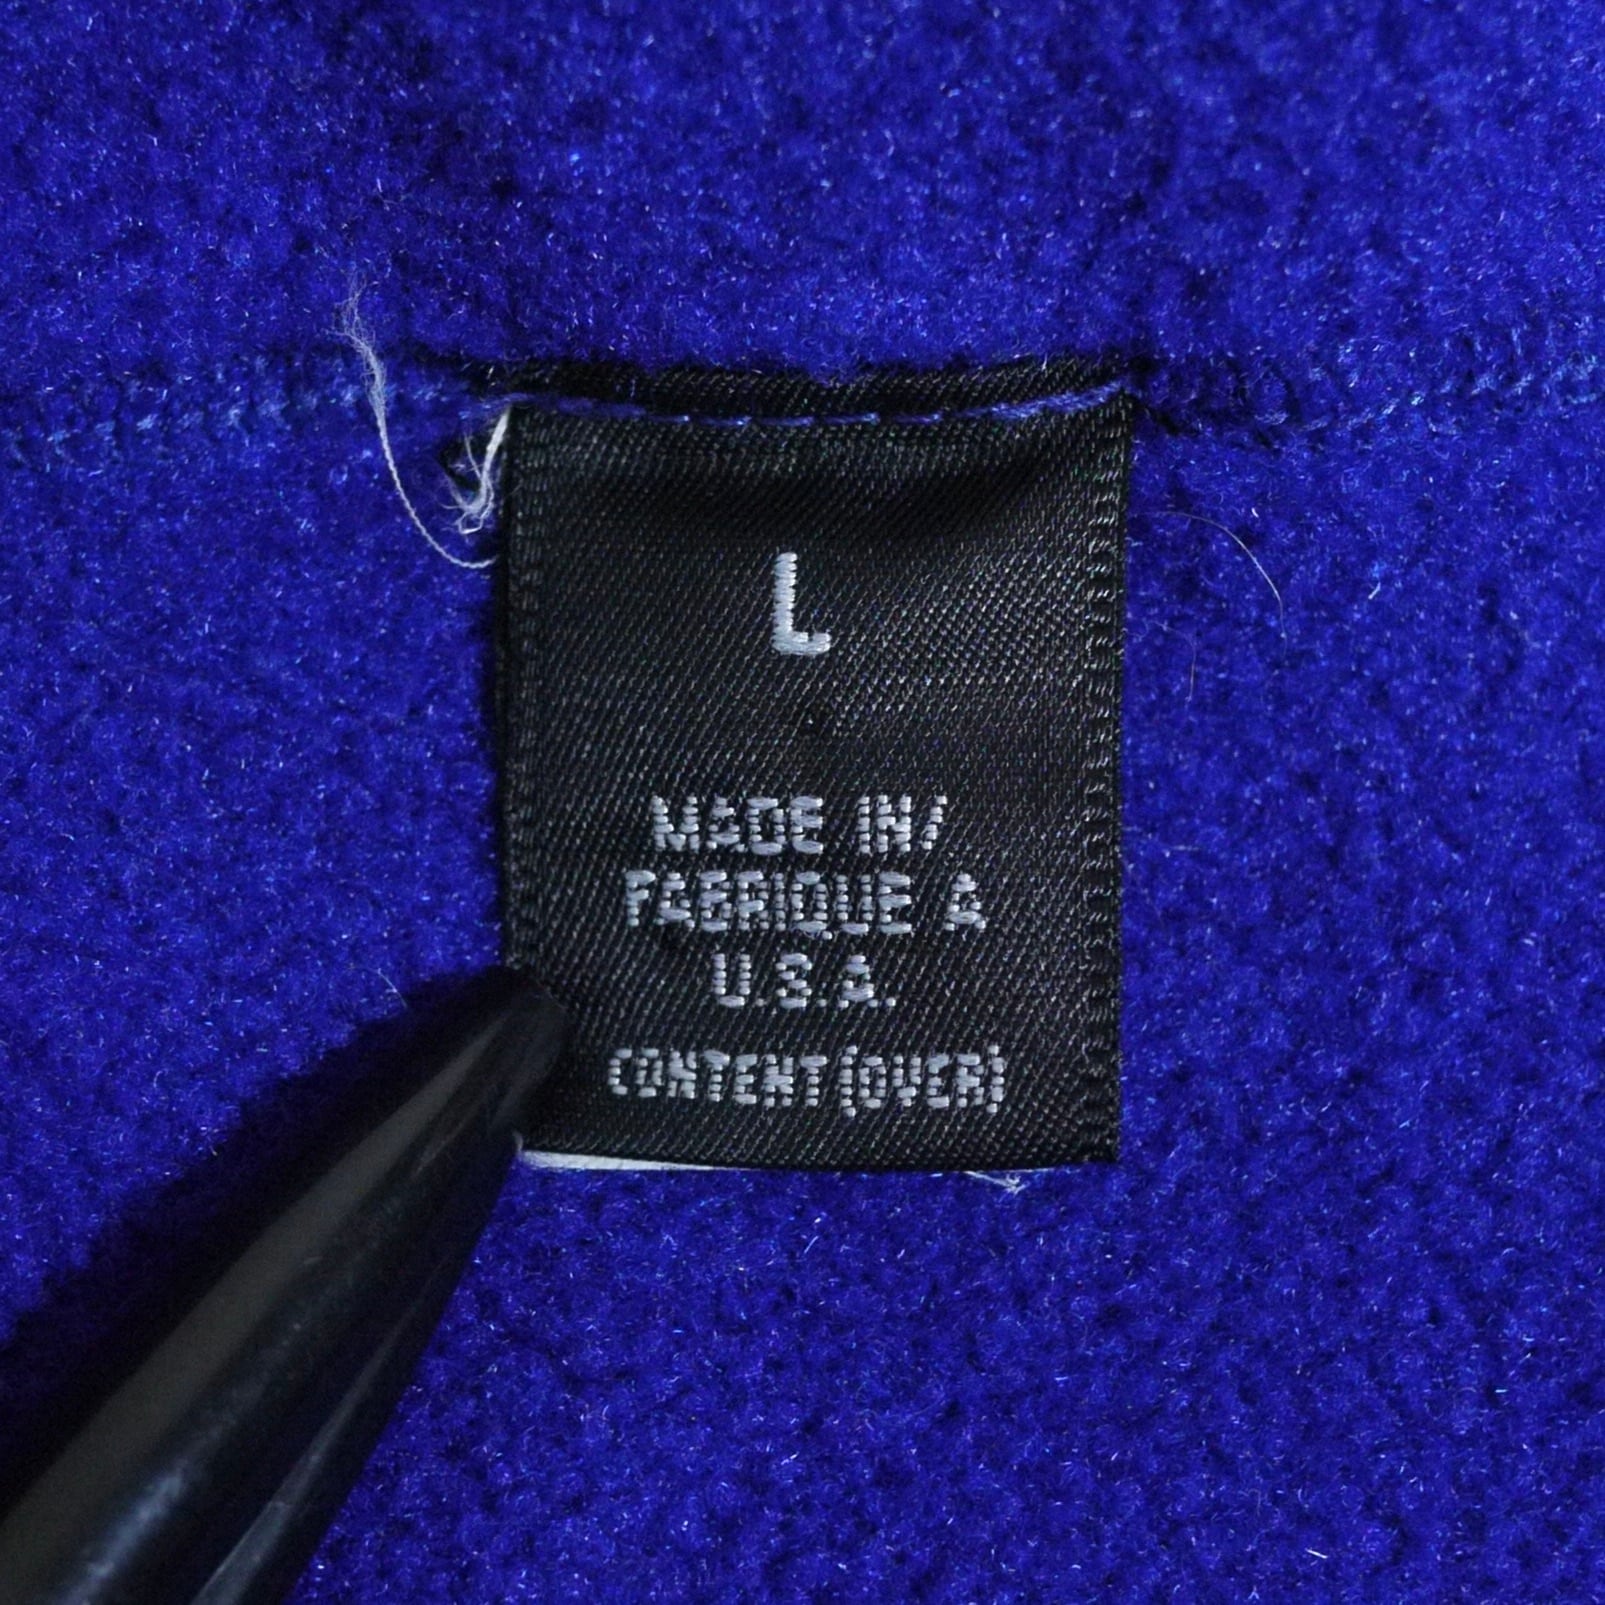 L
MADE IN/
FABRIQUE A
U.S.A.
CONTENT (OVER)